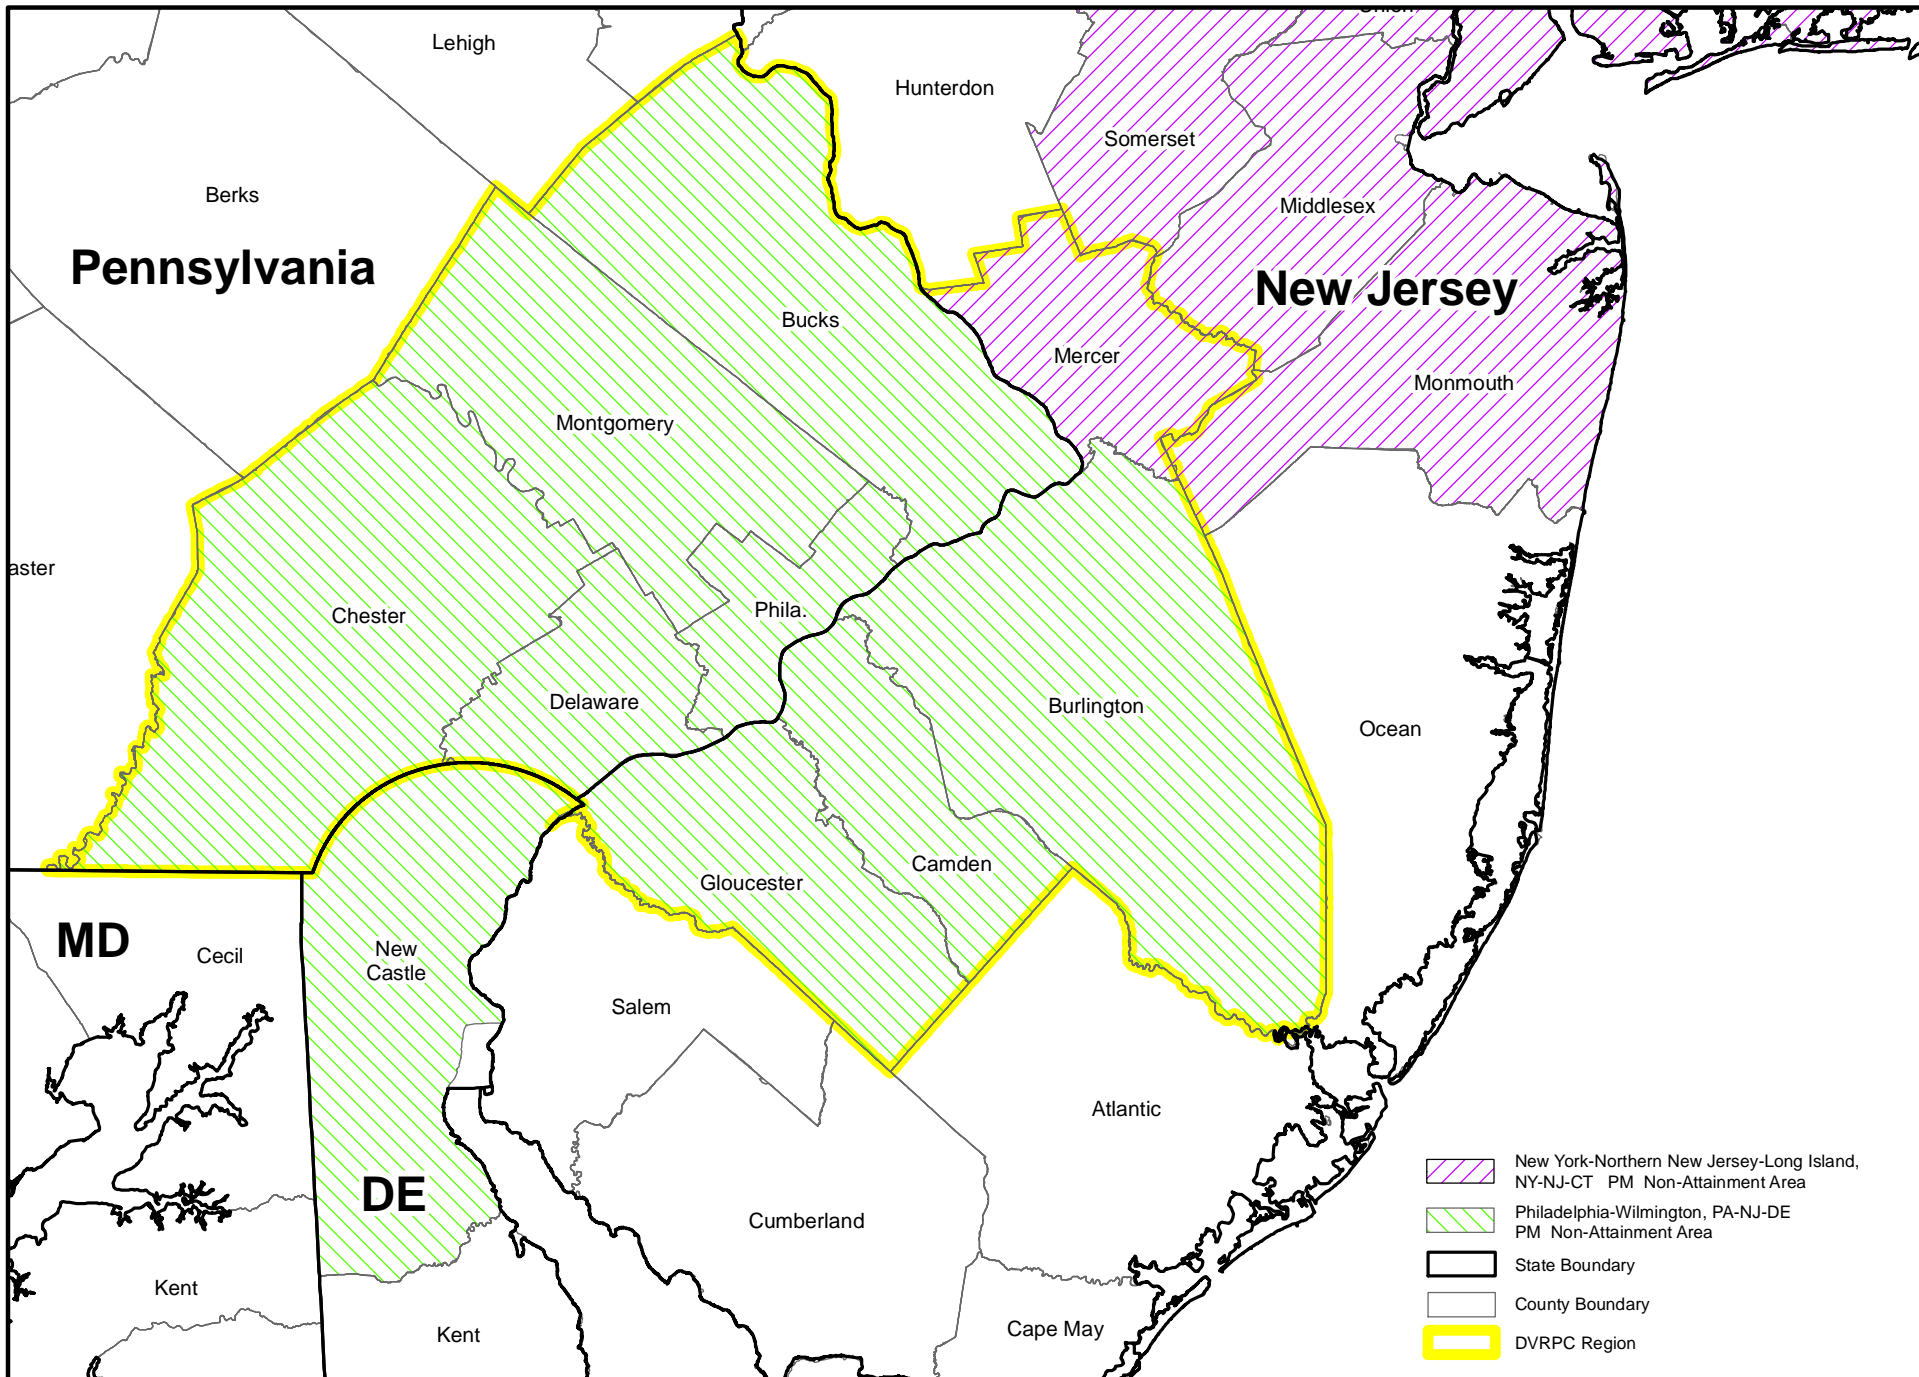 Union
Lehigh
Hunterdon
Somerset
Berks
Middlesex
Pennsylvania
New Jersey
Bucks
Mercer
Monmouth
Montgomery
aster
Chester
Phila.
Delaware
Burlington
Ocean
Camden
Gloucester
MD
Cecil
New
Castle
Salem
Atlantic
DE
Cumberland
Kent
Kent
Cape May
New York-Northern New Jersey-Long Island,
NY-NJ-CT PM Non-Attainment Area
Philadelphia-Wilmington, PA-NJ-DE
PM Non-Attainment Area
State Boundary
County Boundary
DVRPC Region